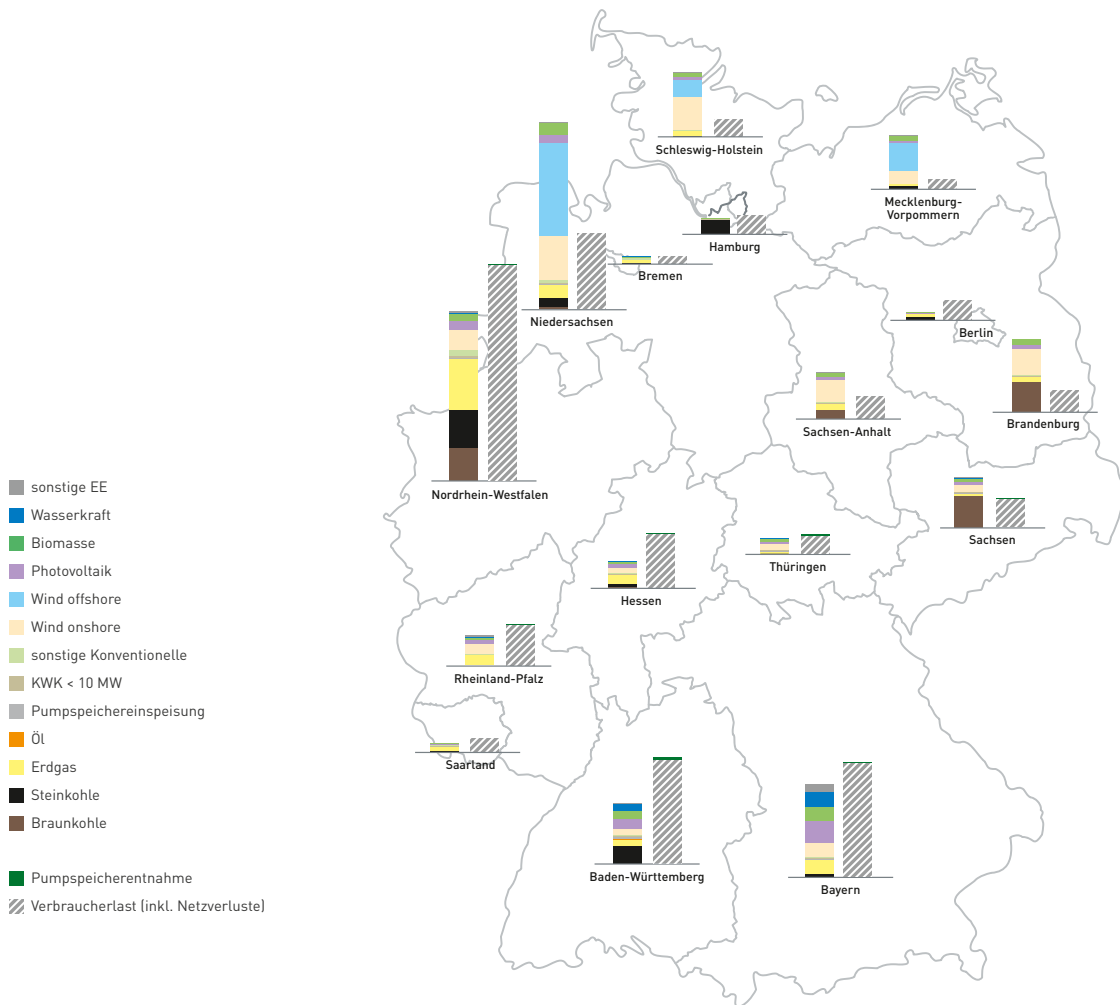 Schleswig-Holstein
Mecklenburg-
Vorpommern
Hamburg
Bremen
Niedersachsen
Berlin
Brandenburg
Sachsen-Anhalt
Nordrhein-Westfalen
Sachsen
Thüringen
Hessen
Rheinland-Pfalz
Saarland
Baden-Württemberg
Bayern
sonstige EE
Wasserkraft
Biomasse
Photovoltaik
Wind offshore
Wind onshore
sonstige Konventionelle
KWK < 10 MW
Pumpspeichereinspeisung
Öl
Erdgas
Steinkohle
Braunkohle
Pumpspeicherentnahme
Verbraucherlast (inkl. Netzverluste)